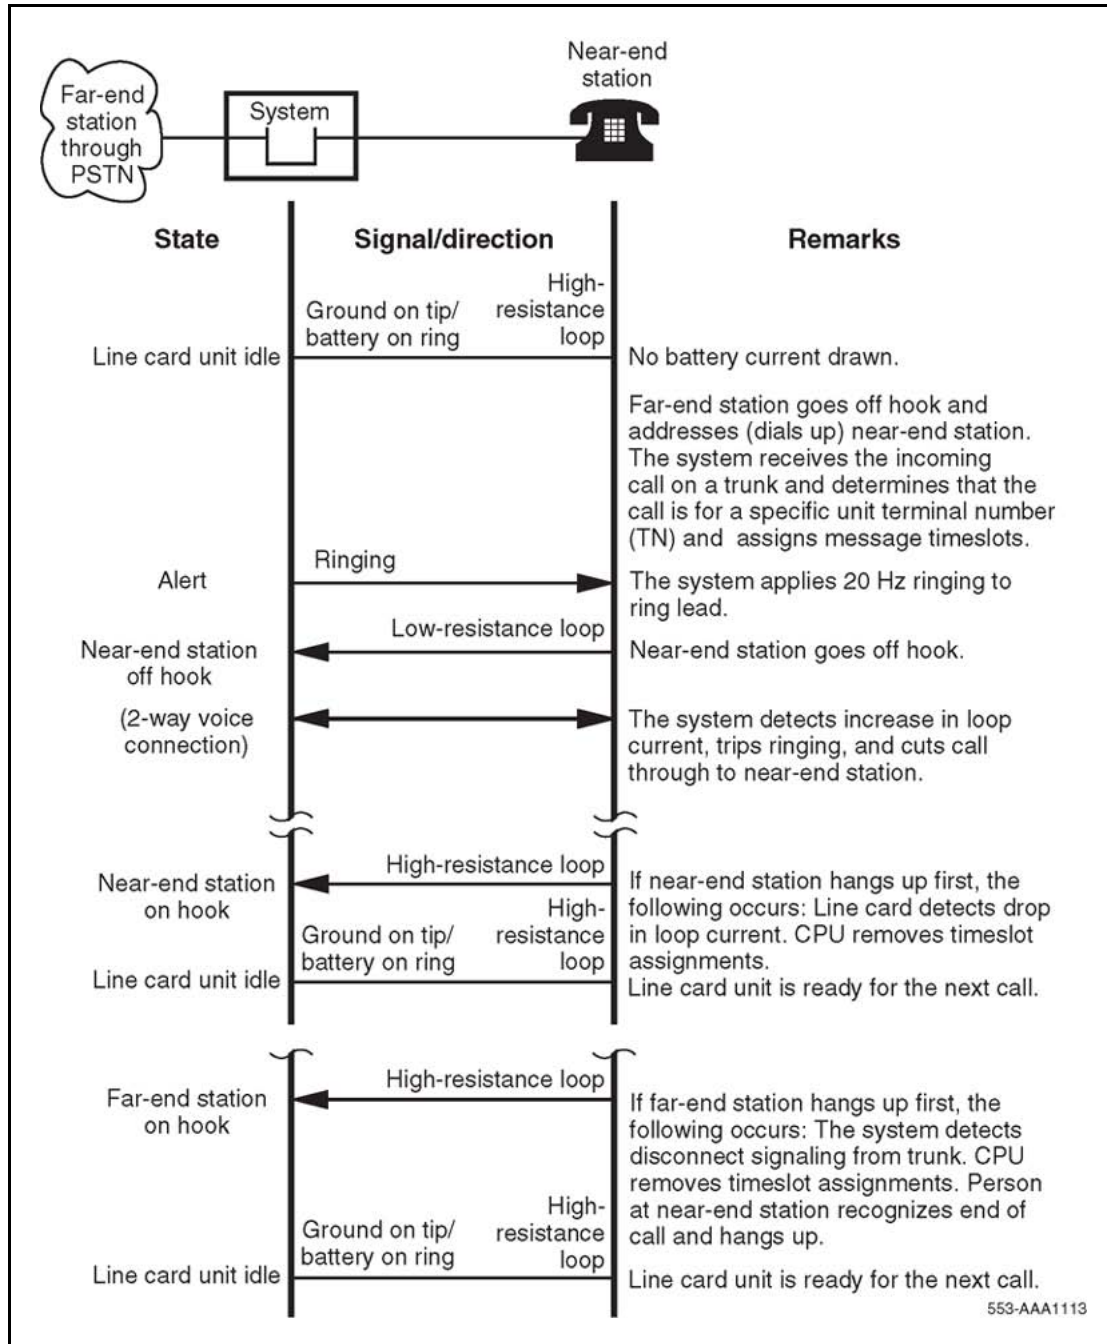 Near-end
station
Far-end
station
through
PSTN
System
State
Signal/direction
Remarks
High-
resistance
loop
Ground on tip/
battery on ring
Line card unit idle
No battery current drawn.
Far-end station goes off hook and
addresses (dials up) near-end station.
The system receives the incoming
call on a trunk and determines that the
call is for a specific unit terminal number
(TN) and assigns message timeslots.
Alert
Ringing
The system applies 20 Hz ringing to
ring lead.
Near-end station
off hook
Low-resistance loop
Near-end station goes off hook.
(2-way voice
connection)
The system detects increase in loop
current, trips ringing, and cuts call
through to near-end station.
Near-end station
on hook
High-resistance loop
If near-end station hangs up first, the
following occurs: Line card detects drop
in loop current. CPU removes timeslot
assignments.
Ground on tip/
battery on ring
High-
resistance
loop
Line card unit idle
Line card unit is ready for the next call.
Far-end station
on hook
High-resistance loop
If far-end station hangs up first, the
following occurs: The system detects
disconnect signaling from trunk. CPU
removes timeslot assignments. Person
at near-end station recognizes end of
call and hangs up.
Ground on tip/
battery on ring
High-
resistance
loop
Line card unit idle
Line card unit is ready for the next call.
553-AAA1113